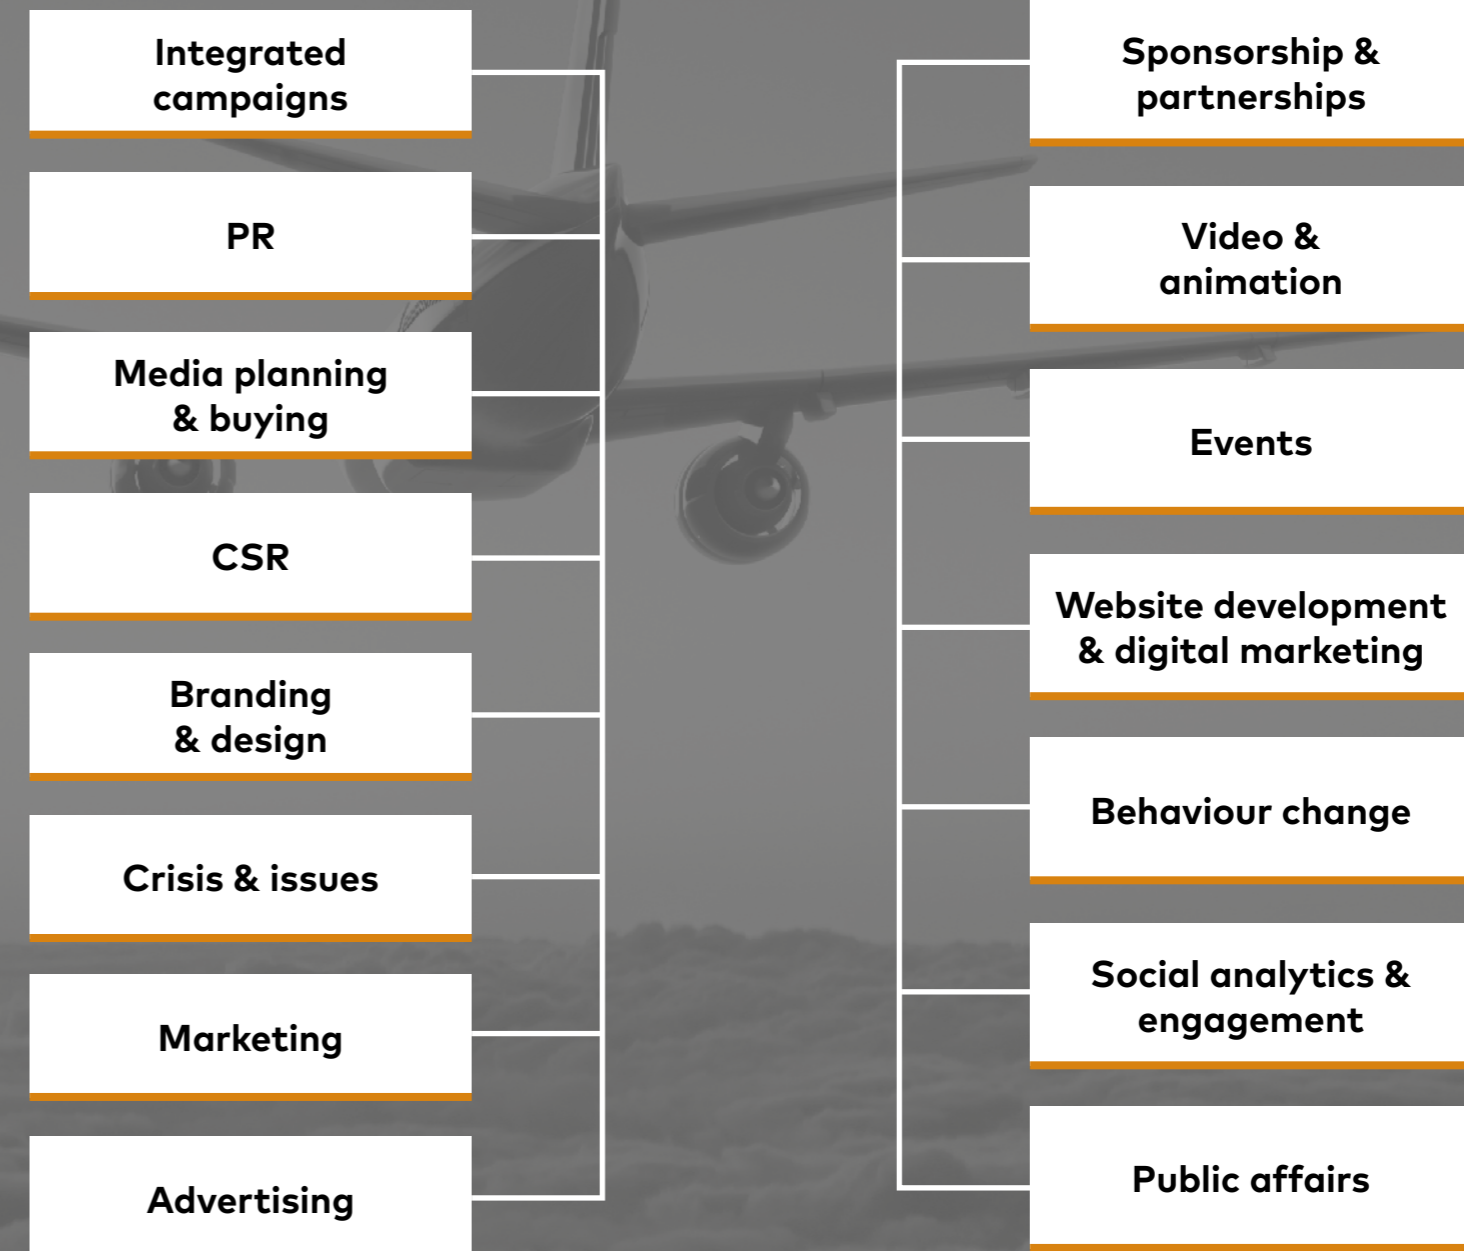 Integrated
campaigns
PR
Media planning
& buying
CSR
Branding
& design
Crisis & issues
Marketing
Advertising
Sponsorship &
partnerships
Video &
animation
Events
Website development
& digital marketing
Behaviour change
Social analytics &
engagement
Public affairs